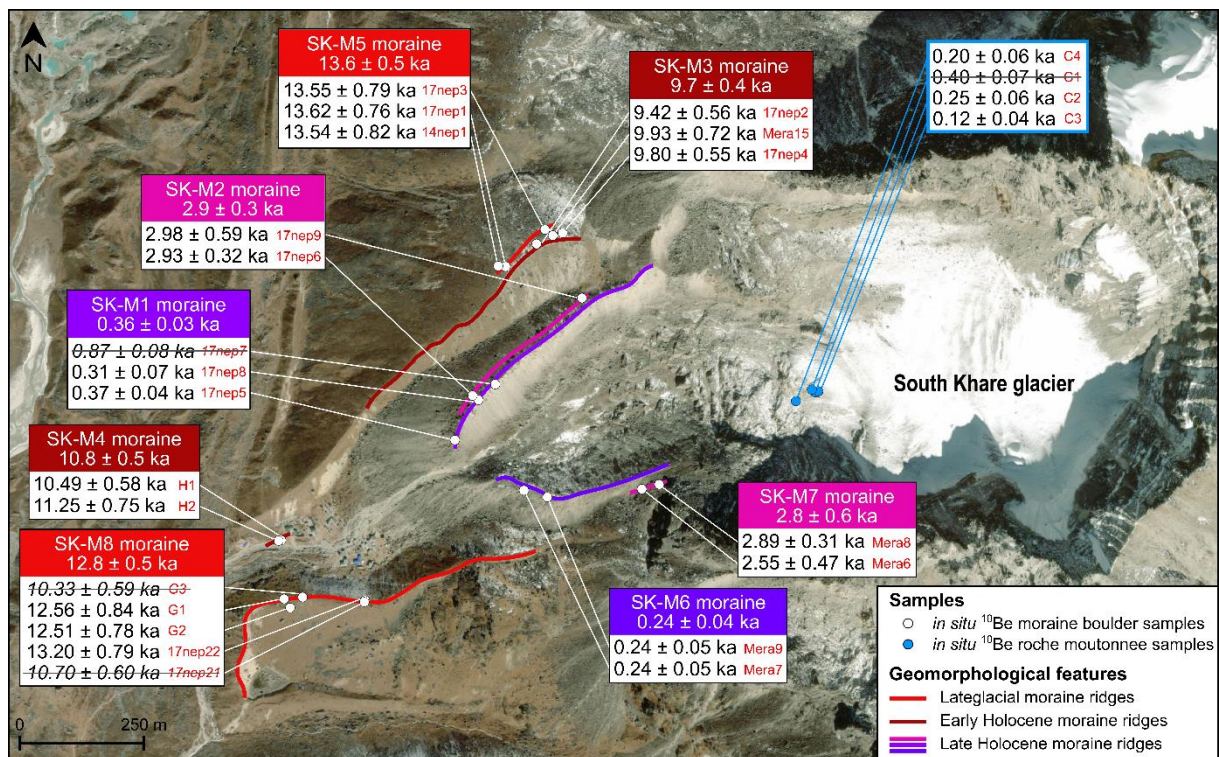 N
SK-M5 moraine
13.6 ± 0.5 ka
13.55 ± 0.79 ka 17nep3
13.62 ± 0.76 ka 17nep1
13.54 ± 0.82 ka 14nep1
SK-M3 moraine
9.7 ± 0.4 ka
9.42 ± 0.56 ka 17nep2
9.93 ± 0.72 ka Mera15
9.80 ± 0.55 ka 17nep4
0.20 ± 0.06 ka C4
0.40 ± 0.07 ka C1
0.25 ± 0.06 ka C2
0.12 ± 0.04 ka C3
SK-M2 moraine
2.9 ± 0.3 ka
2.98 ± 0.59 ka 17nep9
2.93 ± 0.32 ka 17nep6
SK-M1 moraine
0.36 ± 0.03 ka
0.87 ± 0.08 ka 17nep7
0.31 ± 0.07 ka 17nep8
0.37 ± 0.04 ka 17nep5
South Khare glacier
SK-M4 moraine
10.8 ± 0.5 ka
10.49 ± 0.58 ka H1
11.25 ± 0.75 ka H2
SK-M8 moraine
12.8 ± 0.5 ka
10.33 ± 0.59 ka G3
12.56 ± 0.84 ka G1
12.51 ± 0.78 ka G2
13.20 ± 0.79 ka 17nep22
10.70 ± 0.60 ka 17nep21
SK-M7 moraine
2.8 ± 0.6 ka
2.89 ± 0.31 ka Mera8
2.55 ± 0.47 ka Mera6
SK-M6 moraine
0.24 ± 0.04 ka
0.24 ± 0.05 ka Mera9
0.24 ± 0.05 ka Mera7
0 250 m
Samples
in situ ¹⁰Be moraine boulder samples
in situ ¹⁰Be roche moutonnee samples
Geomorphological features
Lateglacial moraine ridges
Early Holocene moraine ridges
Late Holocene moraine ridges